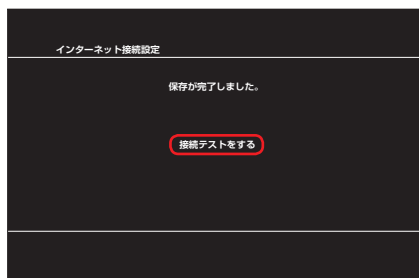 インターネット接続設定
保存が完了しました。
接続テストをする